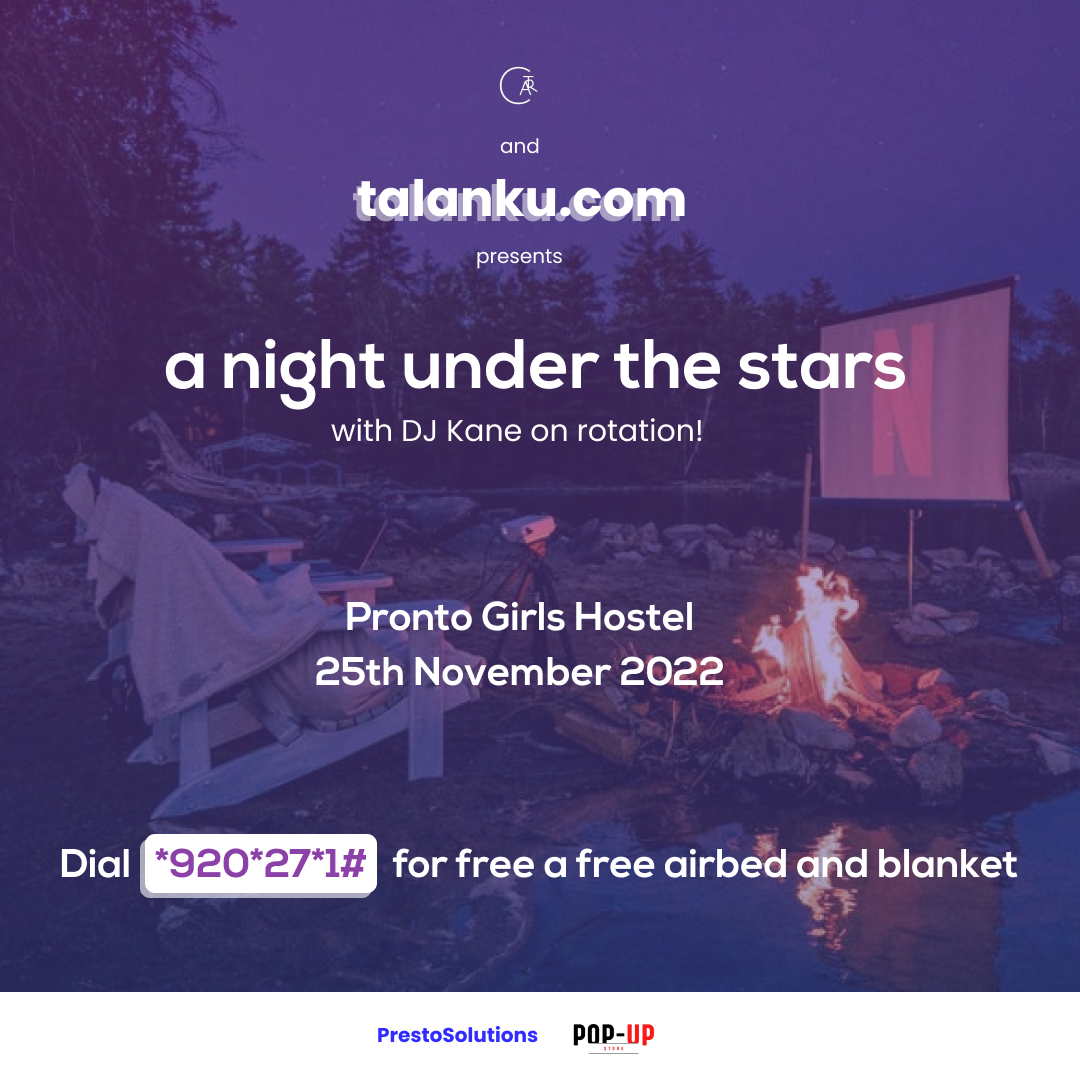 CART
and
talanku.com
presents
a night under the stars
with DJ Kane on rotation!
N
Pronto Girls Hostel
25th November 2022
Dial *920*27*1# for free a free airbed and blanket
PrestoSolutions POP-UP
STORE